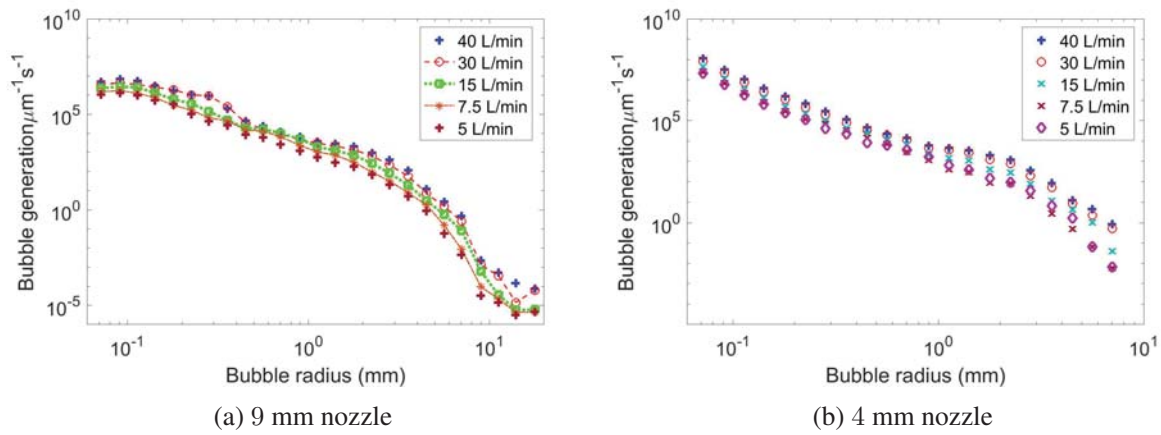 10^10
10^5
10^0
10^-5
Bubble generation μm^-1 s^-1
10^-1
10^0
10^1
Bubble radius (mm)
40 L/min
30 L/min
15 L/min
7.5 L/min
5 L/min
(a) 9 mm nozzle
10^10
10^5
10^0
Bubble generation μm^-1 s^-1
10^-1
10^0
10^1
Bubble radius (mm)
40 L/min
30 L/min
15 L/min
7.5 L/min
5 L/min
(b) 4 mm nozzle